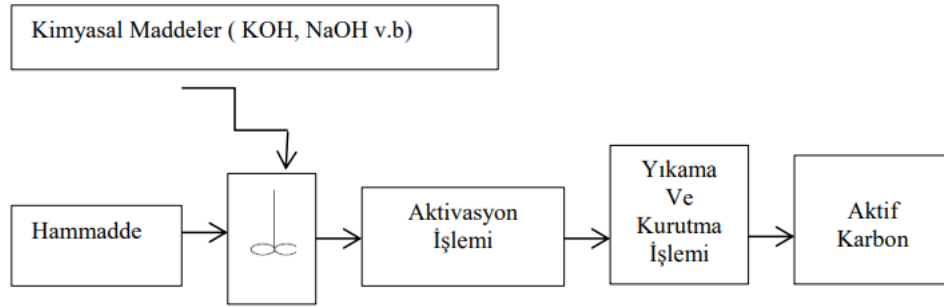 Kimyasal Maddeler ( KOH, NaOH v.b)
Hammadde
Aktivasyon
İşlemi
Yıkama
Ve
Kurutma
İşlemi
Aktif
Karbon